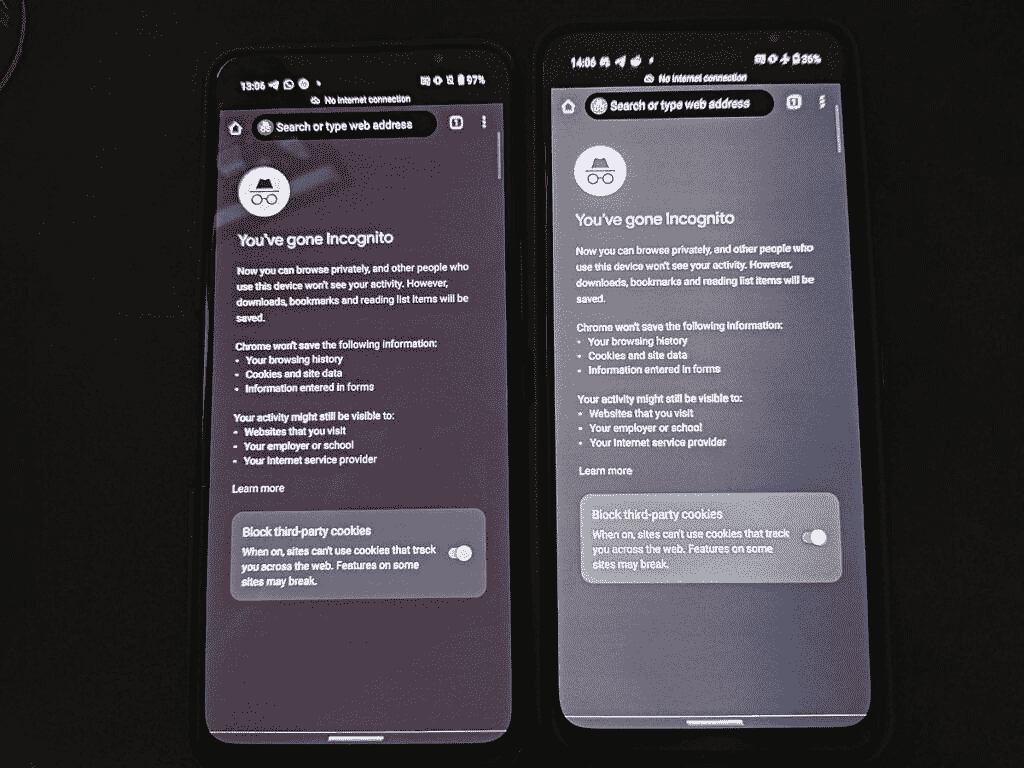 13:06
97%
No internet connection
Search or type web address
1
You've gone Incognito
Now you can browse privately, and other people who
use this device won't see your activity. However,
downloads, bookmarks and reading list items will be
saved.
Chrome won't save the following information:
• Your browsing history
• Cookies and site data
• Information entered in forms
Your activity might still be visible to:
• Websites that you visit
• Your employer or school
• Your internet service provider
Learn more
Block third-party cookies
When on, sites can't use cookies that track
you across the web. Features on some
sites may break.
14:06
36%
No internet connection
Search or type web address
1
You've gone Incognito
Now you can browse privately, and other people who
use this device won't see your activity. However,
downloads, bookmarks and reading list items will be
saved.
Chrome won't save the following information:
• Your browsing history
• Cookies and site data
• Information entered in forms
Your activity might still be visible to:
• Websites that you visit
• Your employer or school
• Your internet service provider
Learn more
Block third-party cookies
When on, sites can't use cookies that track
you across the web. Features on some
sites may break.